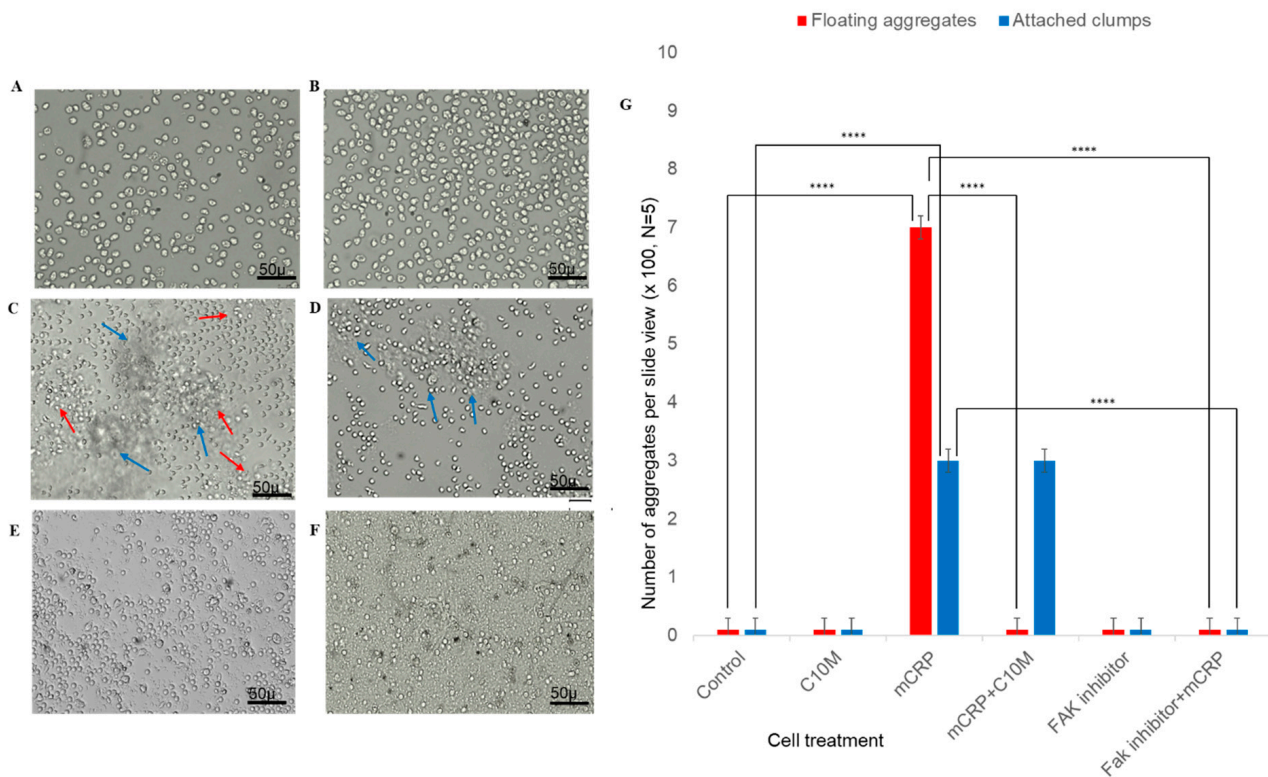 A
50µ
B
50µ
C
50µ
D
50µ
E
50µ
F
50µ
G
Floating aggregates Attached clumps
Number of aggregates per slide view (x 100, N=5)
10
9
8
7
6
5
4
3
2
1
0
****
****
****
****
****
Control
C10M
mCRP
mCRP+C10M
FAK inhibitor
Fak inhibitor+mCRP
Cell treatment